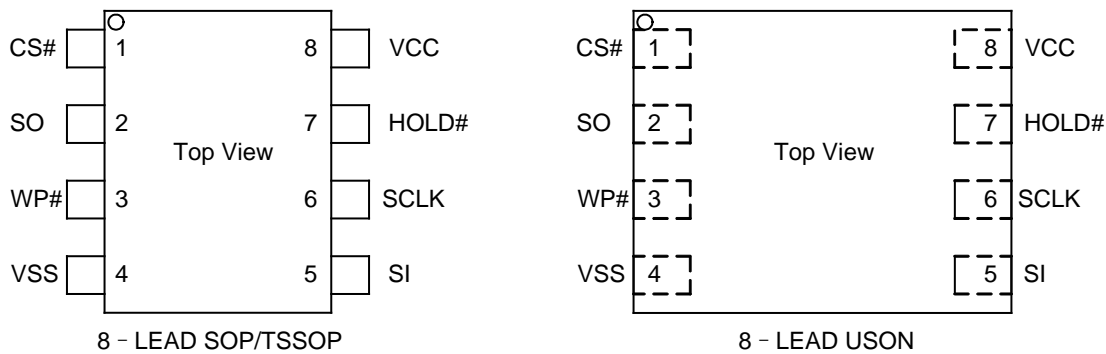 CS# 1 8 VCC
SO 2 7 HOLD#
Top View
WP# 3 6 SCLK
VSS 4 5 SI
8 – LEAD SOP/TSSOP
CS# 1 8 VCC
SO 2 7 HOLD#
Top View
WP# 3 6 SCLK
VSS 4 5 SI
8 – LEAD USON